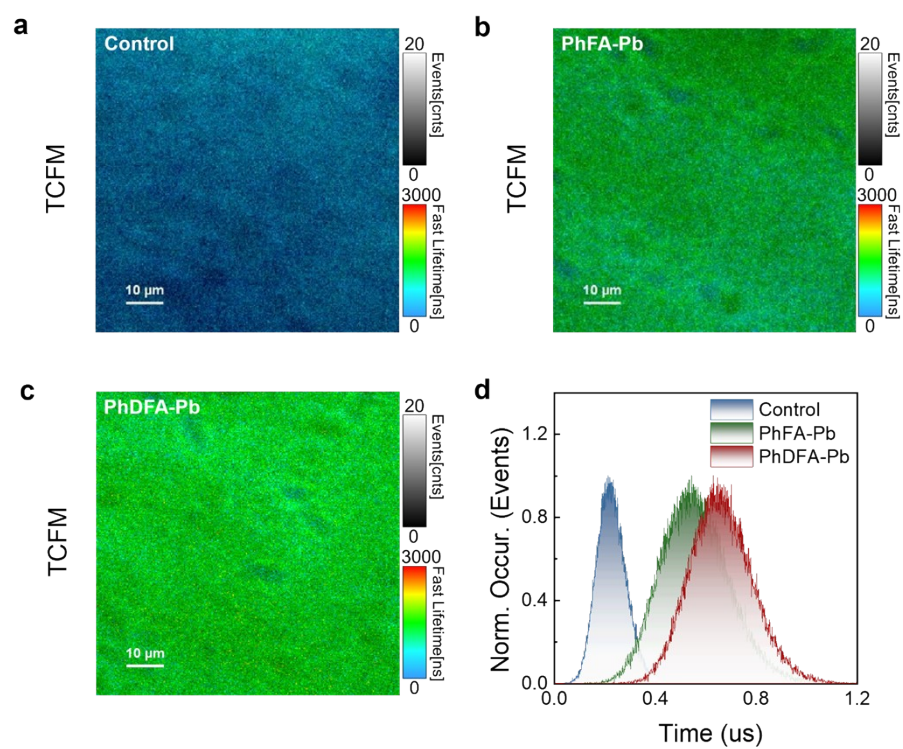 a
Control
TCFM
10 µm
20
Events[cnts]
0
3000
Fast Lifetime[ns]
0
b
PhFA-Pb
TCFM
10 µm
20
Events[cnts]
0
3000
Fast Lifetime[ns]
0
c
PhDFA-Pb
TCFM
10 µm
20
Events[cnts]
0
3000
Fast Lifetime[ns]
0
d
Control
PhFA-Pb
PhDFA-Pb
Norm. Occur. (Events)
1.2
0.8
0.4
0.0
0.0 0.4 0.8 1.2
Time (us)